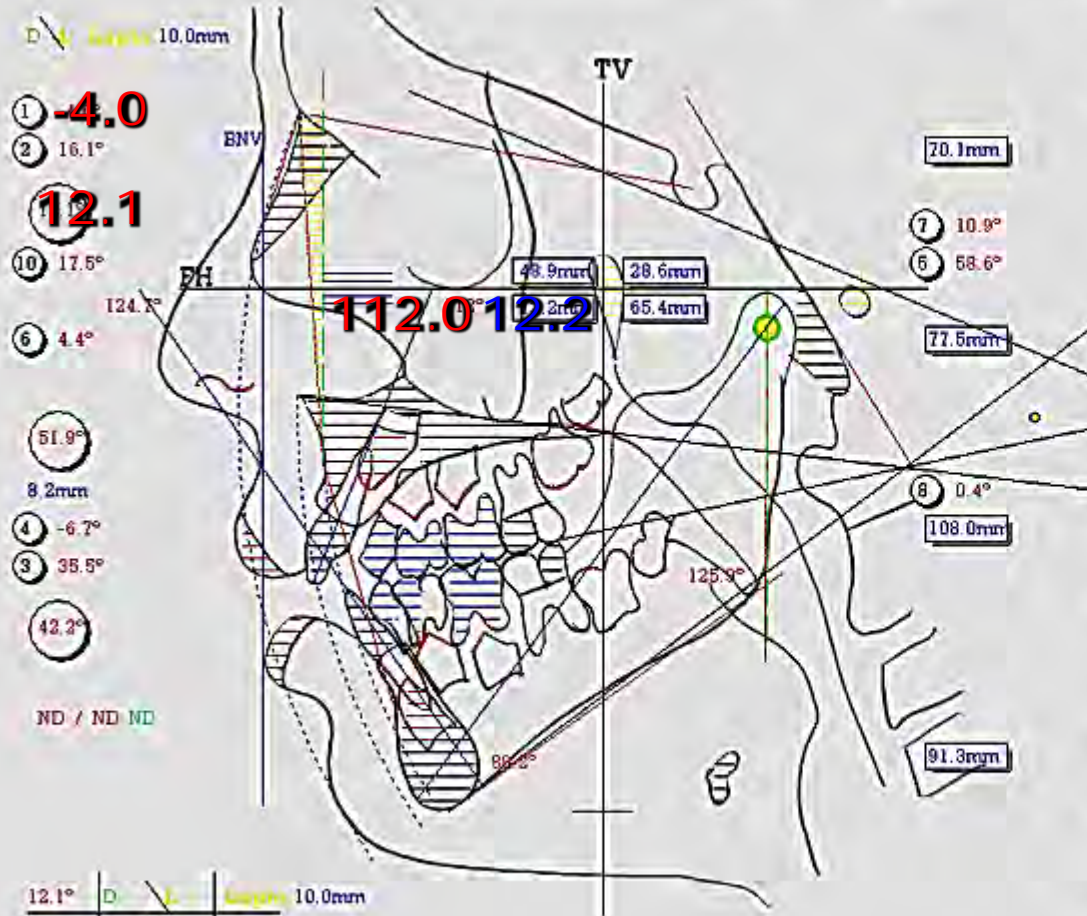 D 10.0mm
TV
1 -4.0
BNV
2 16.1°
70.1mm
12.1
7 10.9°
10 17.5°
5 58.6°
FH
48.9mm 28.6mm
124.7°
112.0 12.2 65.4mm
6 4.4°
77.5mm
51.9°
8.2mm
8 0.4°
4 -6.7°
108.0mm
3 35.5°
125.9°
42.2°
ND / ND ND
91.3mm
12.1° D L 10.0mm